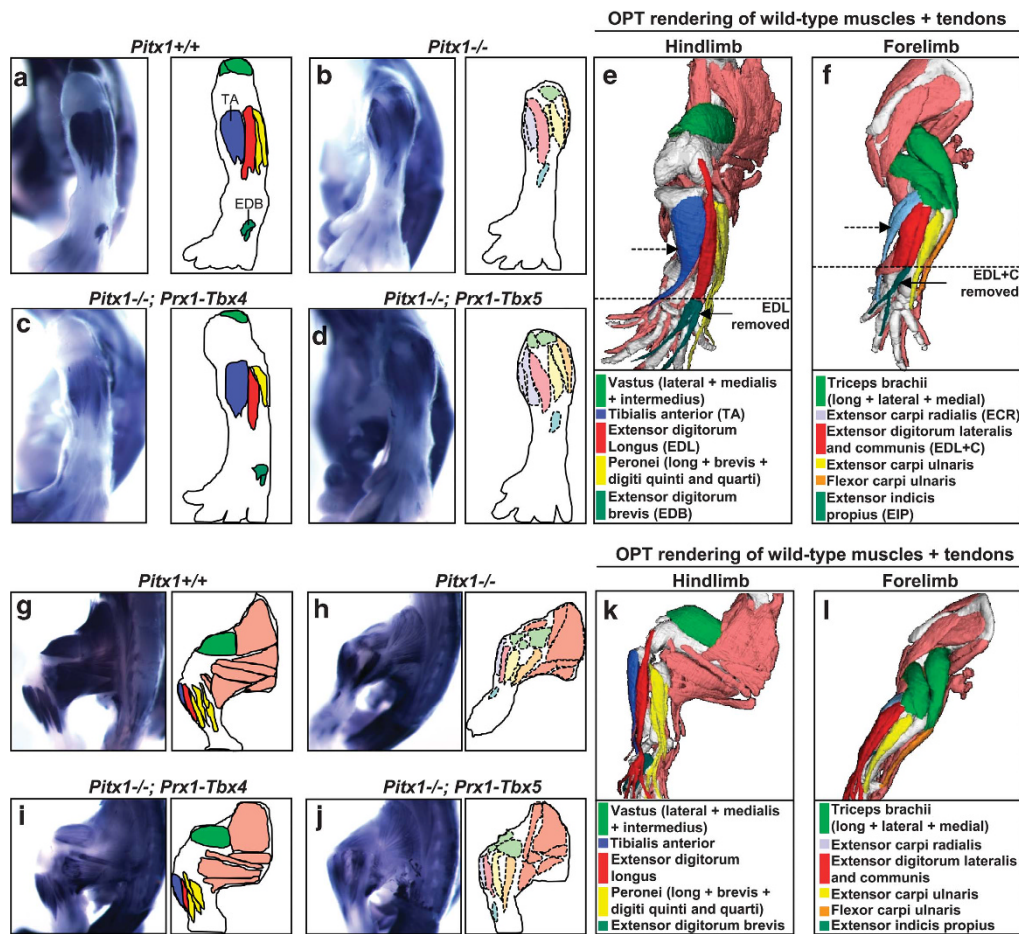 OPT rendering of wild-type muscles + tendons
Pitx1+/+
Pitx1-/-
Hindlimb
Forelimb
a
TA
EDB
b
e
EDL
removed
f
EDL+C
removed
Pitx1-/-; Prx1-Tbx4
Pitx1-/-; Prx1-Tbx5
c
d
Vastus (lateral + medialis
+ intermedius)
Tibialis anterior (TA)
Extensor digitorum
Longus (EDL)
Peronei (long + brevis +
digiti quinti and quarti)
Extensor digitorum
brevis (EDB)
Triceps brachii
(long + lateral + medial)
Extensor carpi radialis (ECR)
Extensor digitorum lateralis
and communis (EDL+C)
Extensor carpi ulnaris
Flexor carpi ulnaris
Extensor indicis
propius (EIP)
OPT rendering of wild-type muscles + tendons
Pitx1+/+
Pitx1-/-
Hindlimb
Forelimb
g
h
k
l
Pitx1-/-; Prx1-Tbx4
Pitx1-/-; Prx1-Tbx5
i
j
Vastus (lateral + medialis
+ intermedius)
Tibialis anterior
Extensor digitorum
longus
Peronei (long + brevis +
digiti quinti and quarti)
Extensor digitorum brevis
Triceps brachii
(long + lateral + medial)
Extensor carpi radialis
Extensor digitorum lateralis
and communis
Extensor carpi ulnaris
Flexor carpi ulnaris
Extensor indicis propius